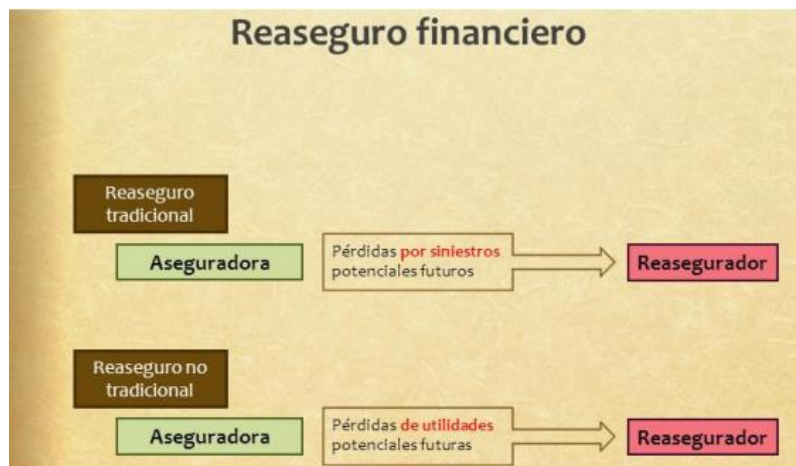 Reaseguro financiero
Reaseguro
tradicional
Aseguradora
Pérdidas por siniestros
potenciales futuros
Reasegurador
Reaseguro no
tradicional
Aseguradora
Pérdidas de utilidades
potenciales futuras
Reasegurador